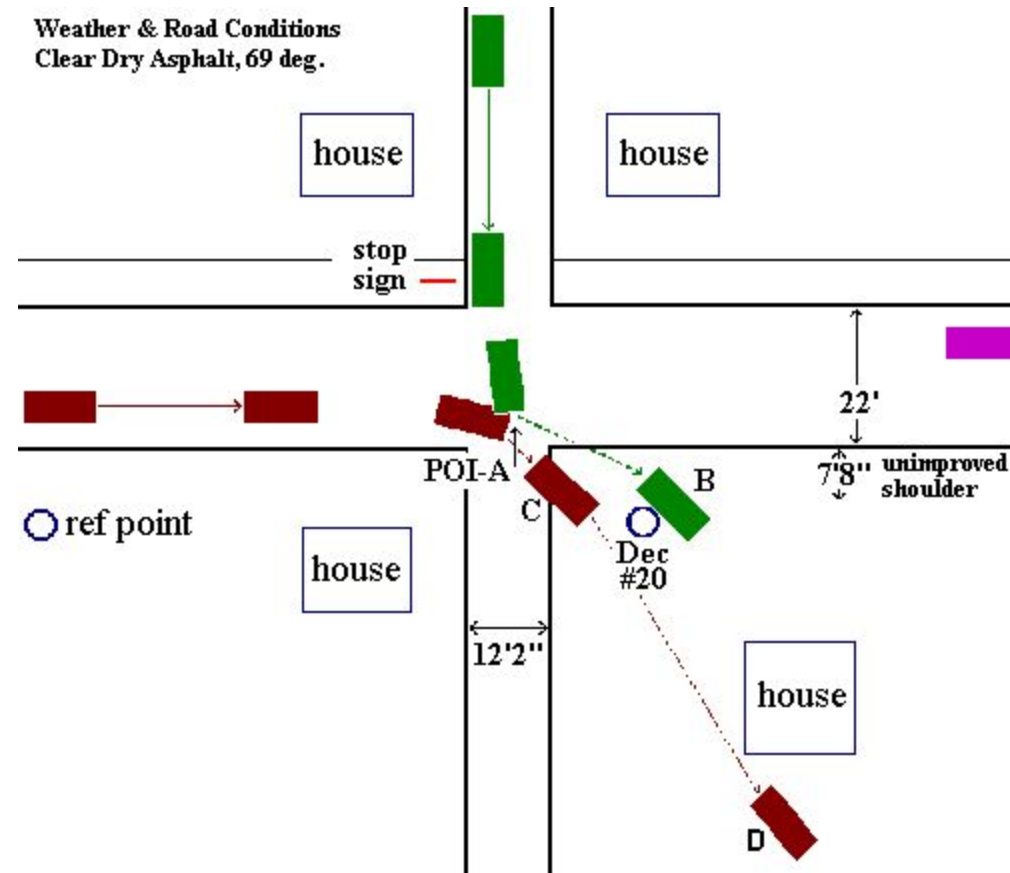 Weather & Road Conditions
Clear Dry Asphalt, 69 deg.
house
house
stop
sign
22'
POI-A
7'8" unimproved
shoulder
B
C
ref point
Dec
#20
house
12'2"
house
D